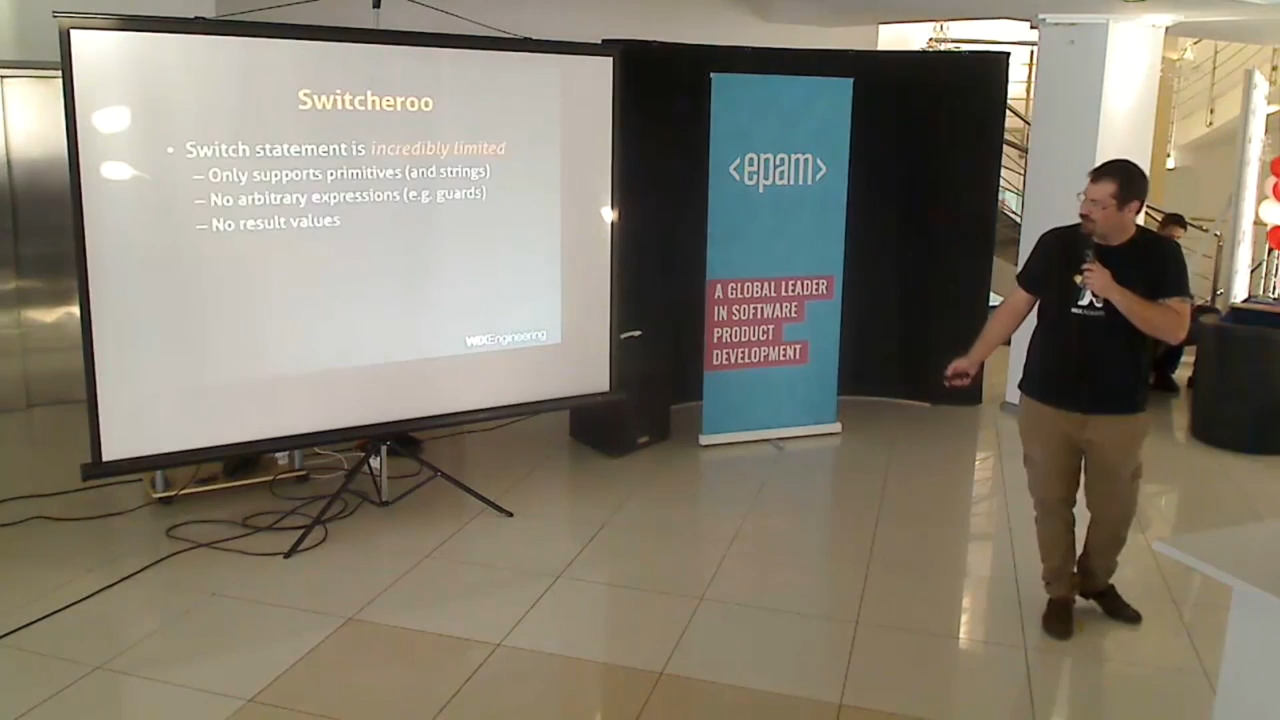 Switcheroo
• Switch statement is incredibly limited
– Only supports primitives (and strings)
– No arbitrary expressions (e.g. guards)
– No result values
WIXEngineering
<epam>
A GLOBAL LEADER
IN SOFTWARE
PRODUCT
DEVELOPMENT